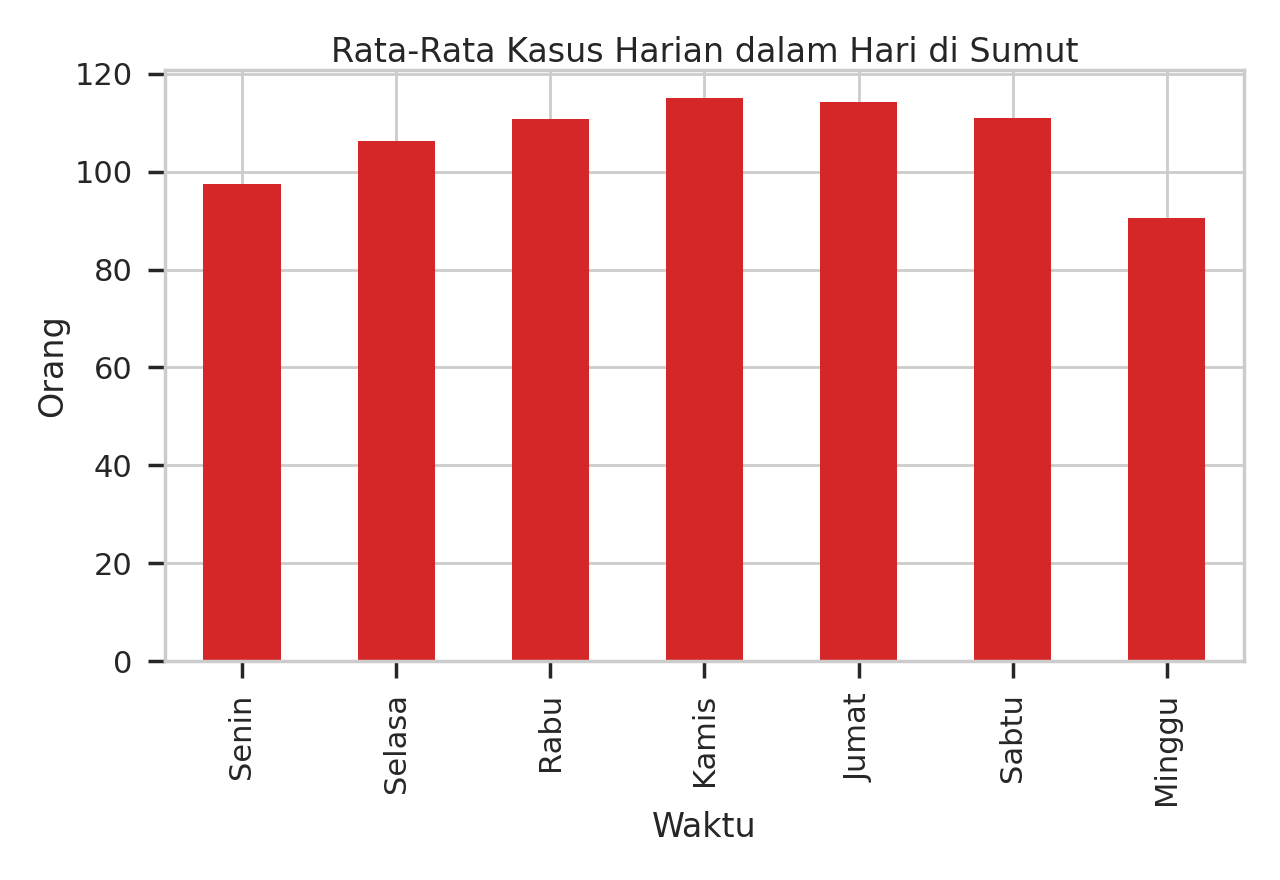 Rata-Rata Kasus Harian dalam Hari di Sumut
120
100
80
60
40
20
0
Orang
Senin
Selasa
Rabu
Kamis
Jumat
Sabtu
Minggu
Waktu